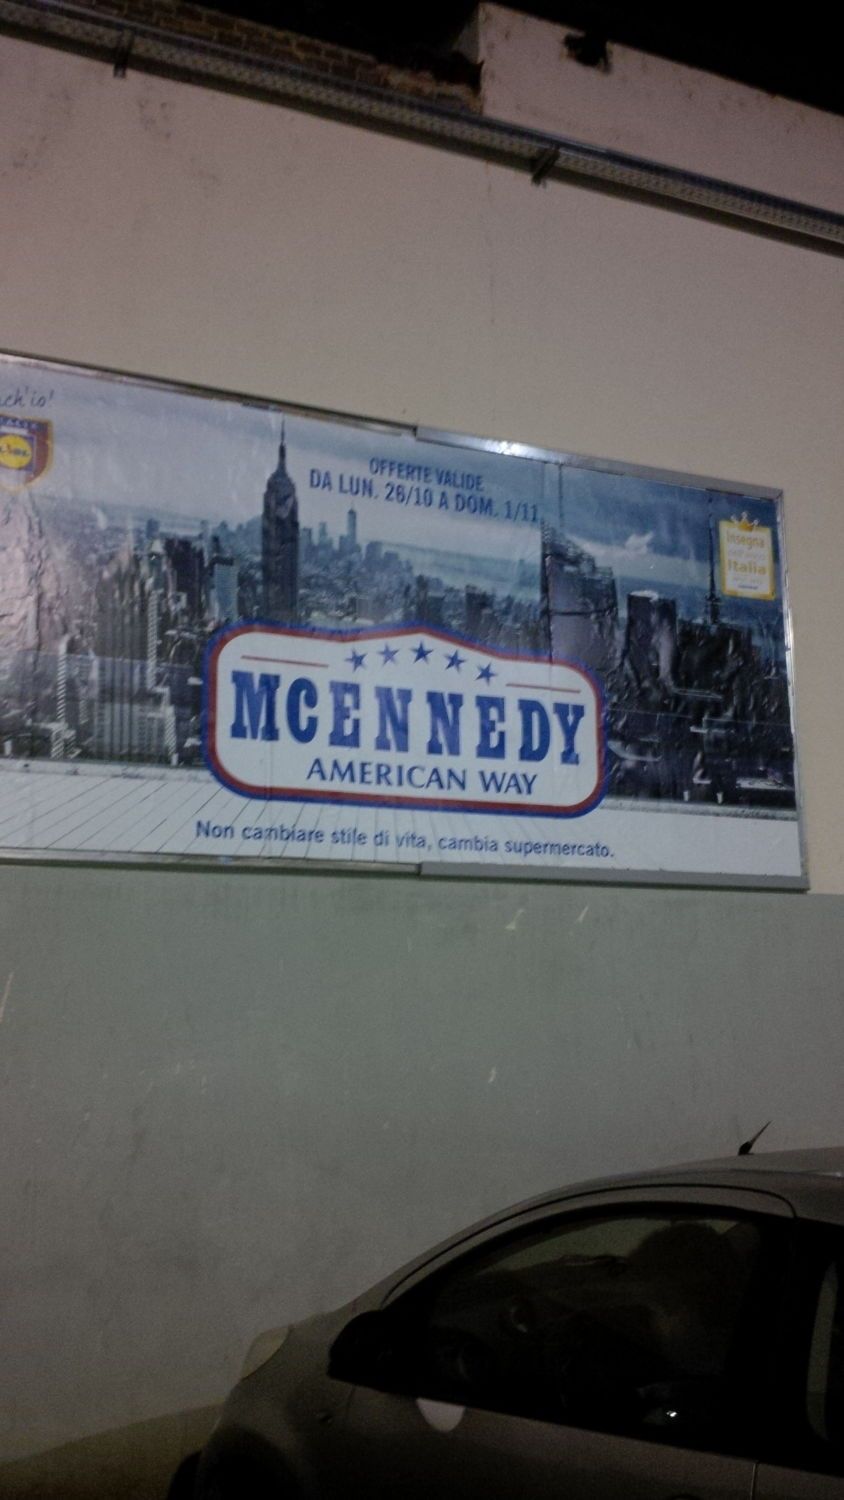 OFFERTE VALIDE
DA LUN. 26/10 A DOM. 1/11
Insegna
Italia
MCENNEDY
AMERICAN WAY
Non cambiare stile di vita, cambia supermercato.